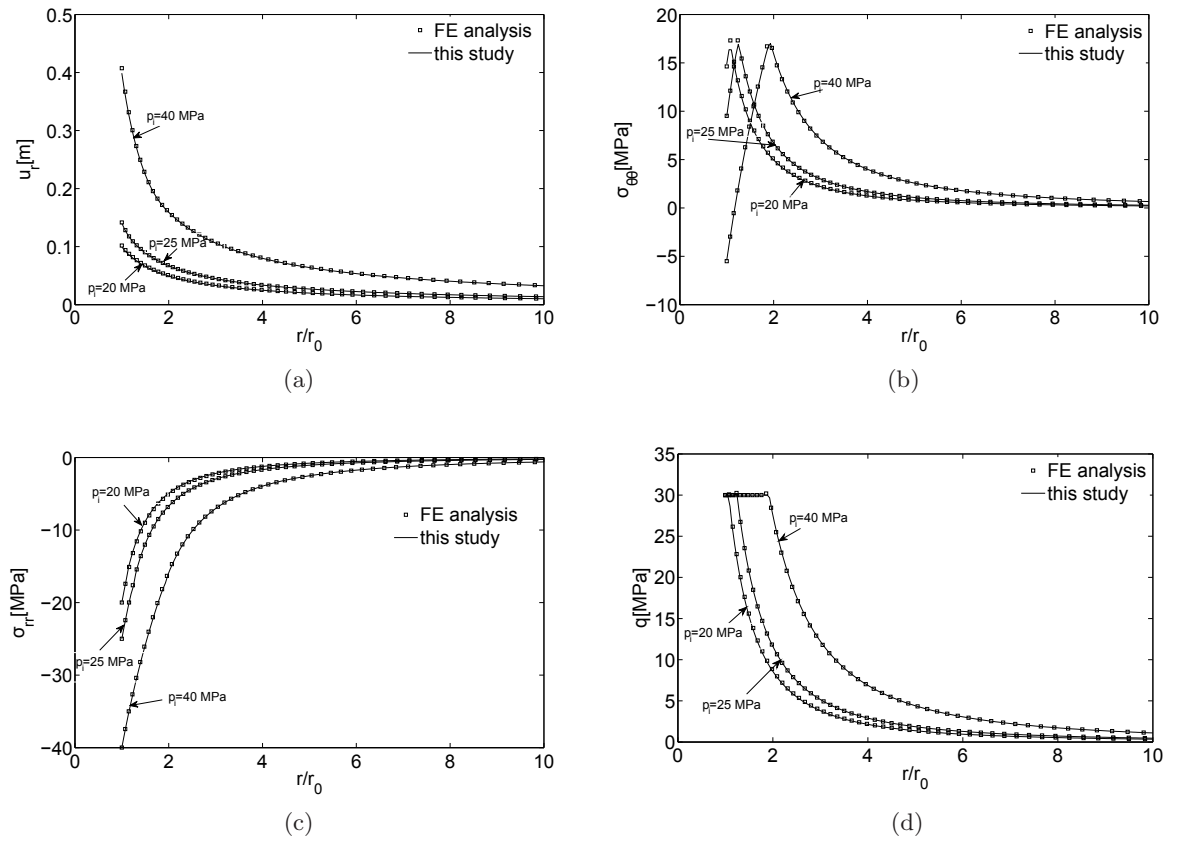 0.5
0.4
0.3
0.2
0.1
0
u_r[m]
0 2 4 6 8 10
r/r_0
FE analysis
this study
p_i=40 MPa
p_i=25 MPa
p_i=20 MPa
(a)
20
15
10
5
0
−5
−10
σ_θθ[MPa]
0 2 4 6 8 10
r/r_0
FE analysis
this study
p_i=40 MPa
p_i=25 MPa
p_i=20 MPa
(b)
0
−10
−20
−30
−40
σ_rr[MPa]
0 2 4 6 8 10
r/r_0
p_i=20 MPa
FE analysis
this study
p_i=25 MPa
p_i=40 MPa
(c)
35
30
25
20
15
10
5
0
q[MPa]
0 2 4 6 8 10
r/r_0
FE analysis
this study
p_i=40 MPa
p_i=20 MPa
p_i=25 MPa
(d)